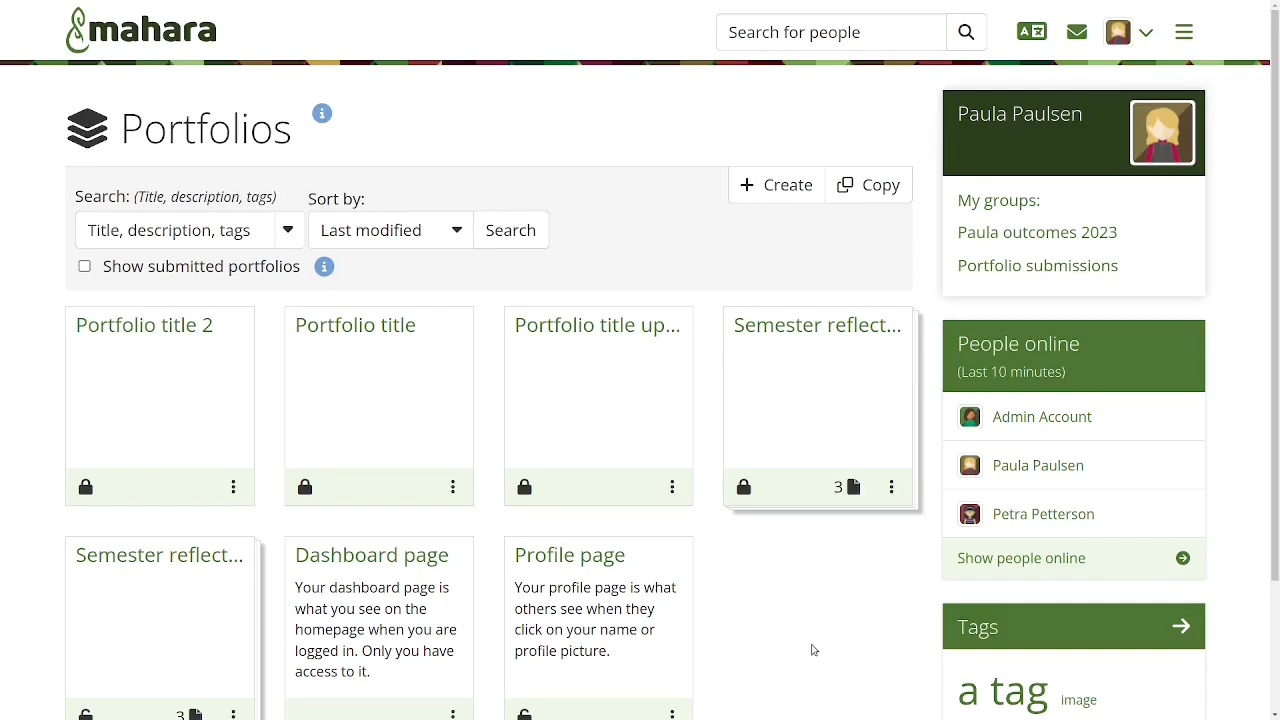 mahara
Search for people
Portfolios
Paula Paulsen
Search: (Title, description, tags)
Sort by:
Create
Copy
Title, description, tags
Last modified
Search
Show submitted portfolios
My groups:
Paula outcomes 2023
Portfolio submissions
Portfolio title 2
Portfolio title
Portfolio title up...
Semester reflect...
3
People online
(Last 10 minutes)
Admin Account
Paula Paulsen
Petra Petterson
Show people online
Semester reflect...
3
Dashboard page
Your dashboard page is
what you see on the
homepage when you are
logged in. Only you have
access to it.
Profile page
Your profile page is what
others see when they
click on your name or
profile picture.
Tags
a tag image